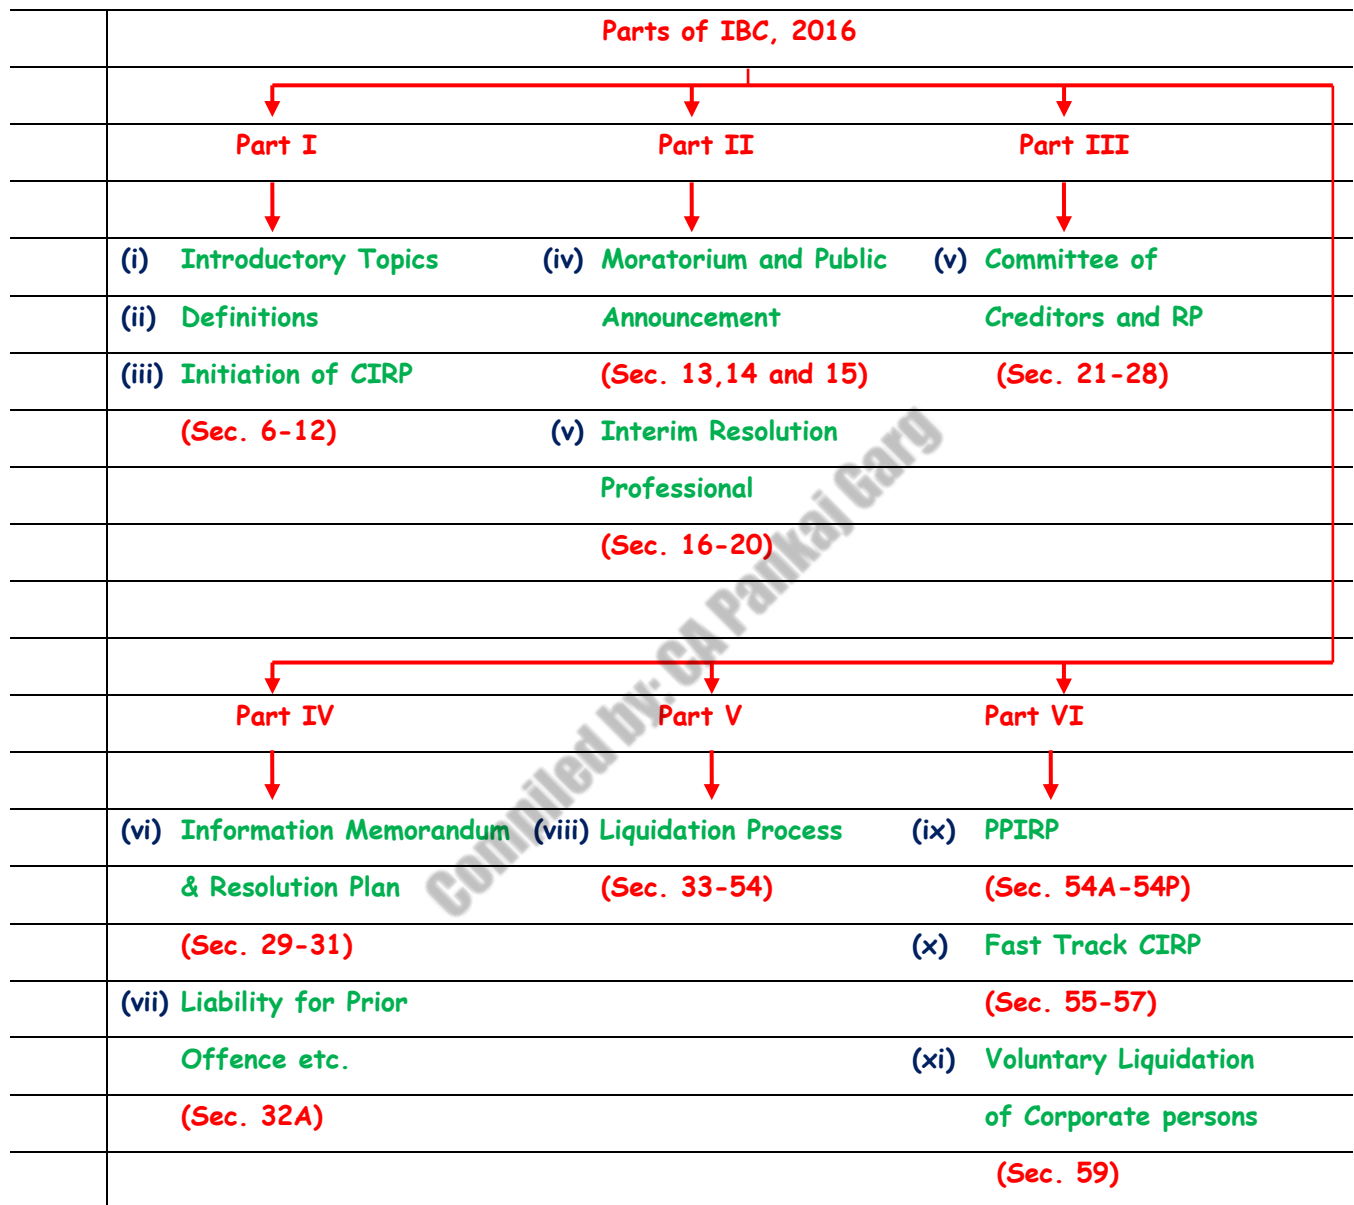 Parts of IBC, 2016
Part I Part II Part III
(i) Introductory Topics (iv) Moratorium and Public (v) Committee of
(ii) Definitions Announcement Creditors and RP
(iii) Initiation of CIRP (Sec. 13,14 and 15) (Sec. 21-28)
(Sec. 6-12) (v) Interim Resolution
Professional
(Sec. 16-20)
Part IV Part V Part VI
(vi) Information Memorandum (viii) Liquidation Process (ix) PPIRP
& Resolution Plan (Sec. 33-54) (Sec. 54A-54P)
(Sec. 29-31) (x) Fast Track CIRP
(vii) Liability for Prior (Sec. 55-57)
Offence etc. (xi) Voluntary Liquidation
(Sec. 32A) of Corporate persons
(Sec. 59)
Compiled by: CA Pankaj Garg